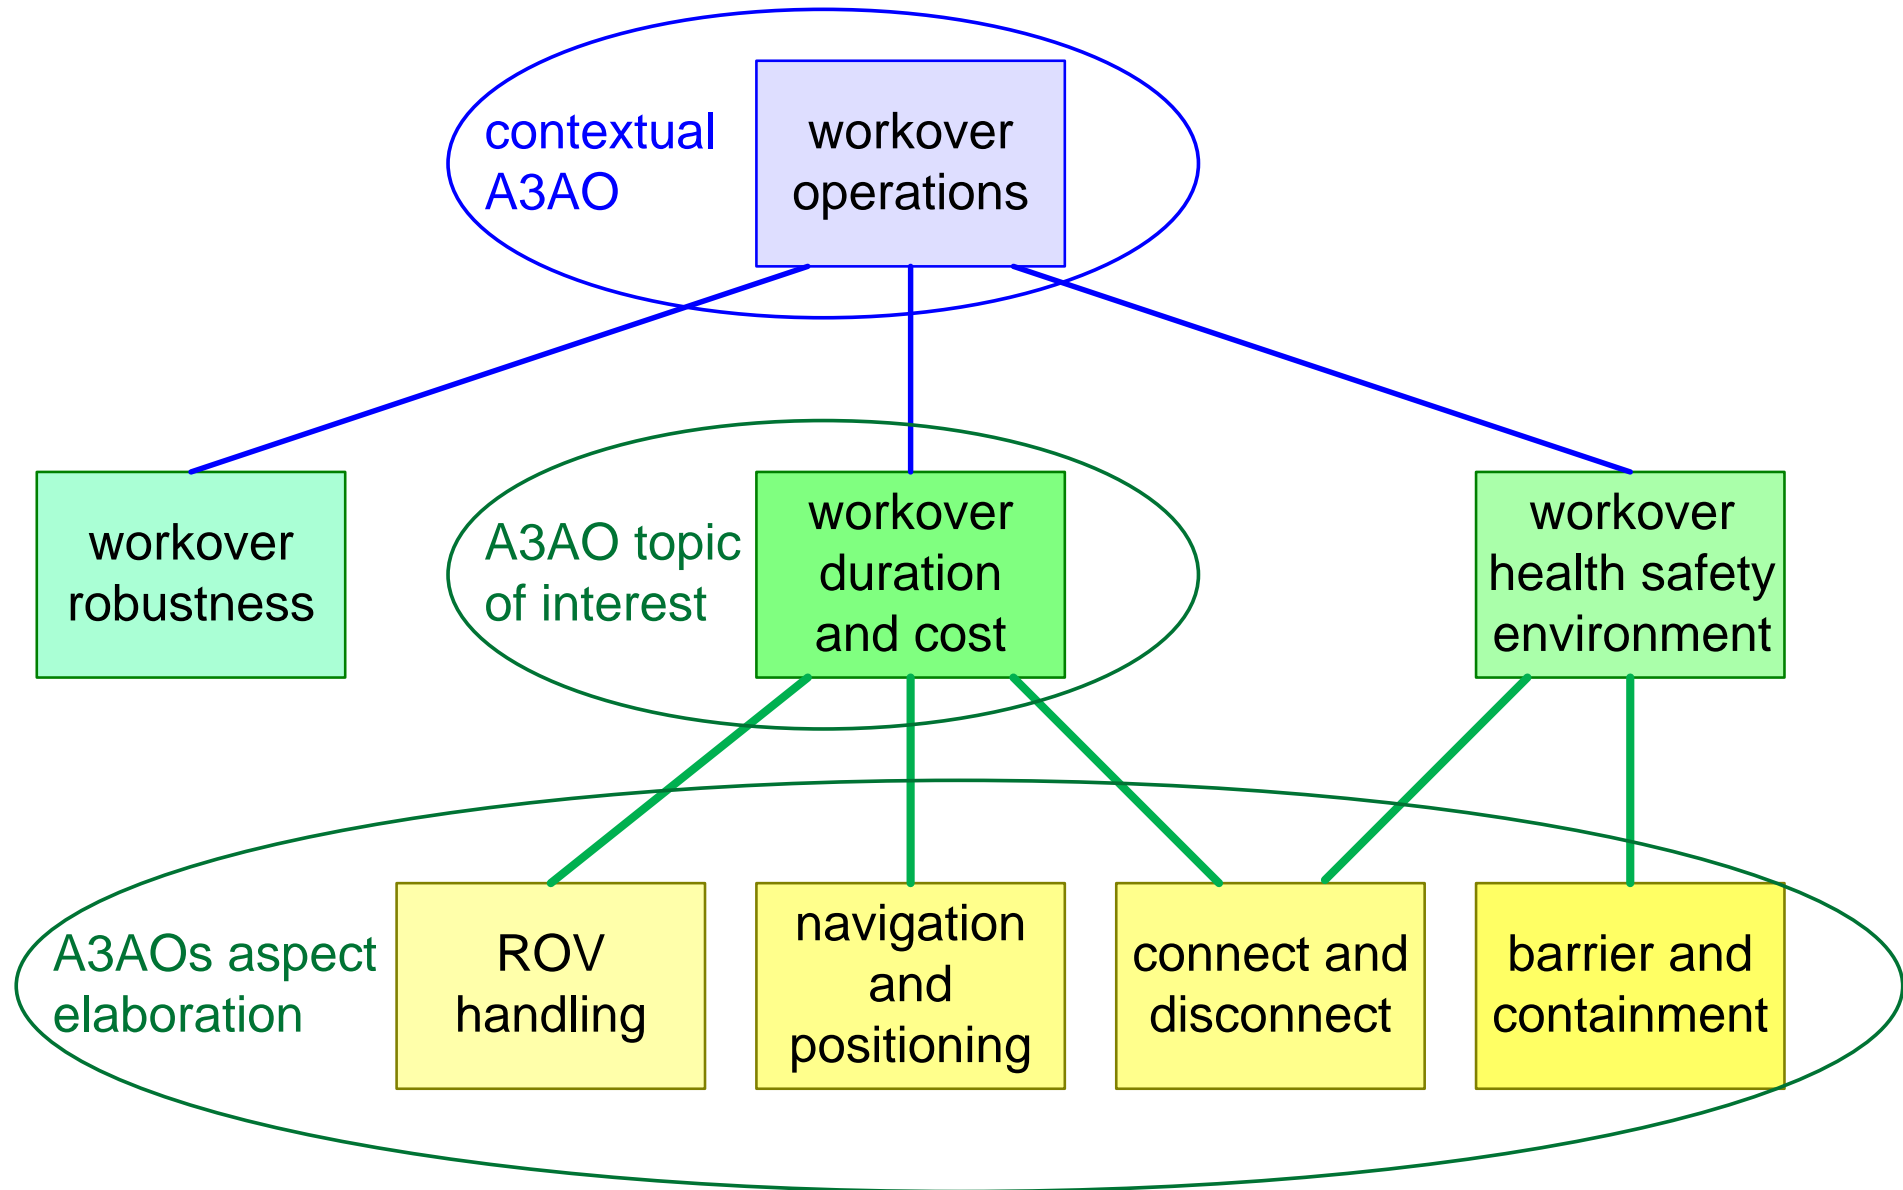 contextual
A3AO
workover
operations
workover
robustness
A3AO topic
of interest
workover
duration
and cost
workover
health safety
environment
A3AOs aspect
elaboration
ROV
handling
navigation
and
positioning
connect and
disconnect
barrier and
containment